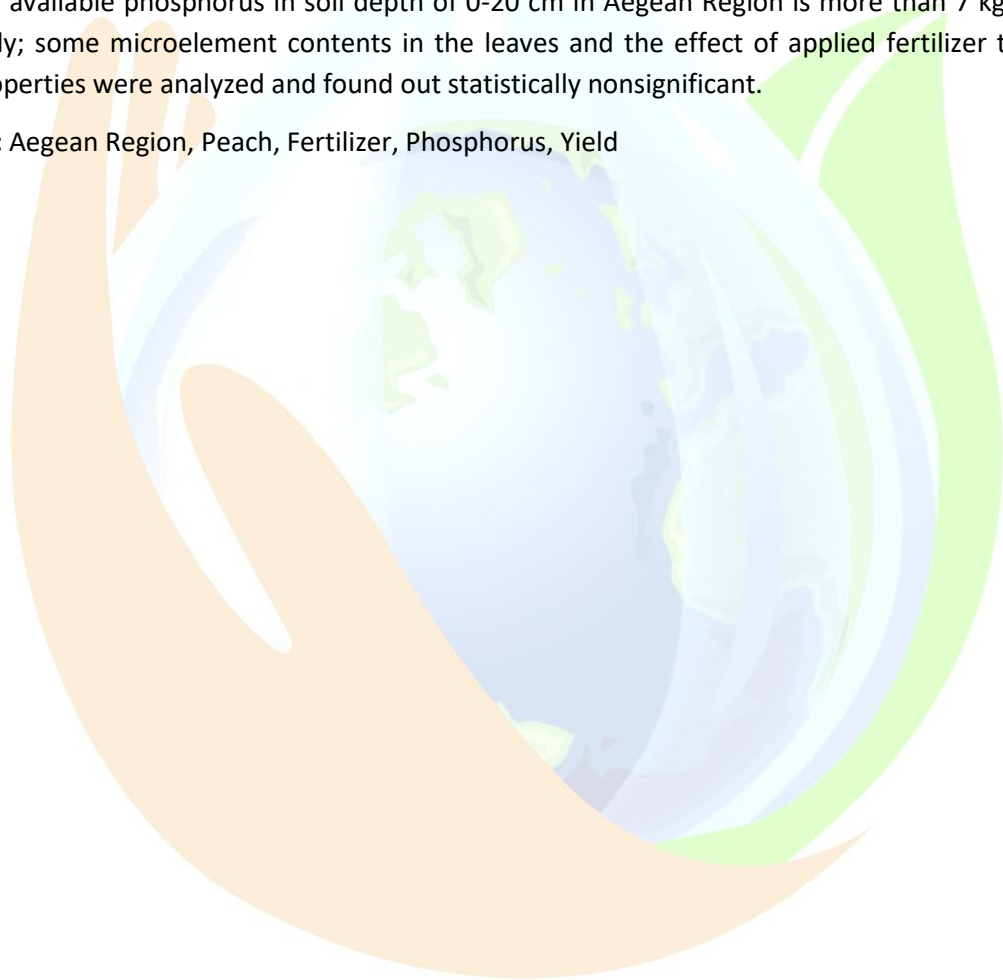 available phosphorus in soil depth of 0-20 cm in Aegean Region is more than 7 kg
ly; some microelement contents in the leaves and the effect of applied fertilizer t
operties were analyzed and found out statistically nonsignificant.
: Aegean Region, Peach, Fertilizer, Phosphorus, Yield